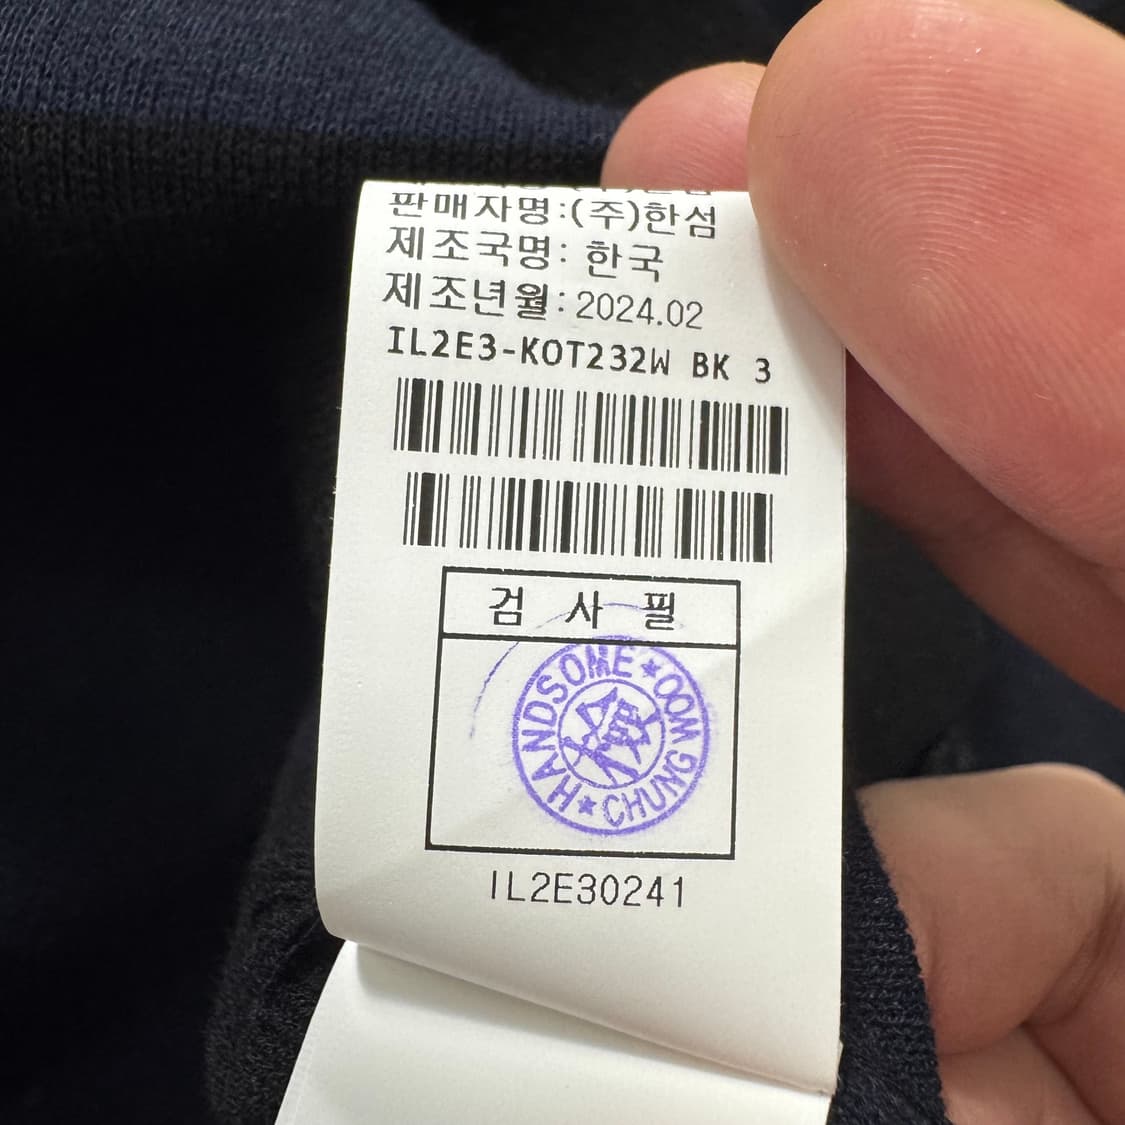 판매자명:(주)한섬
제조국명: 한국
제조년월: 2024.02
IL2E3-KOT232W BK 3
검 사 필
HANDSOME ★ CHUNG WOO ★
IL2E30241